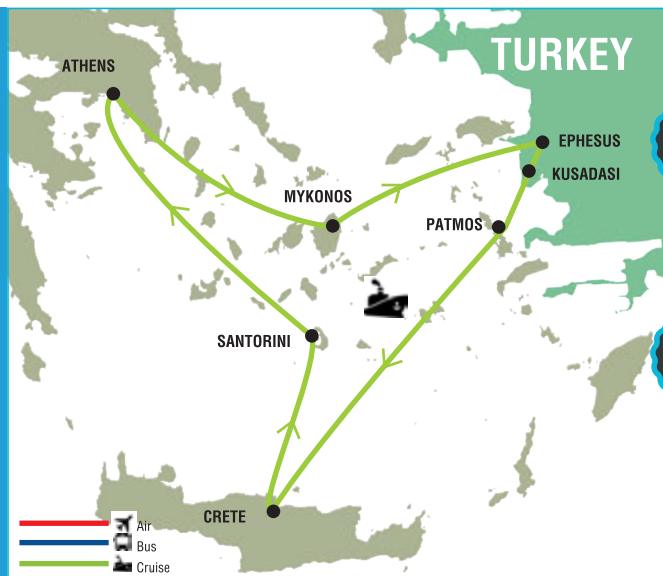 TURKEY
ATHENS
EPHESUS
KUSADASI
MYKONOS
PATMOS
SANTORINI
CRETE
Air
Bus
Cruise